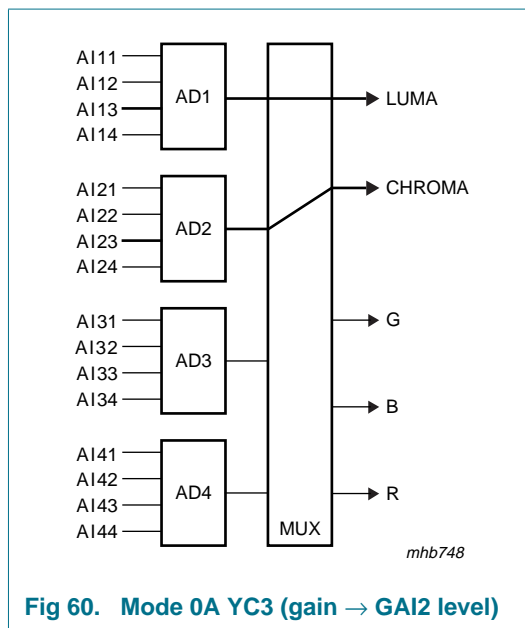 AI11
AI12
AI13
AI14
AD1
LUMA
AI21
AI22
AI23
AI24
AD2
CHROMA
AI31
AI32
AI33
AI34
AD3
G
B
AI41
AI42
AI43
AI44
AD4
R
MUX
mhb748
Fig 60. Mode 0A YC3 (gain → GAI2 level)